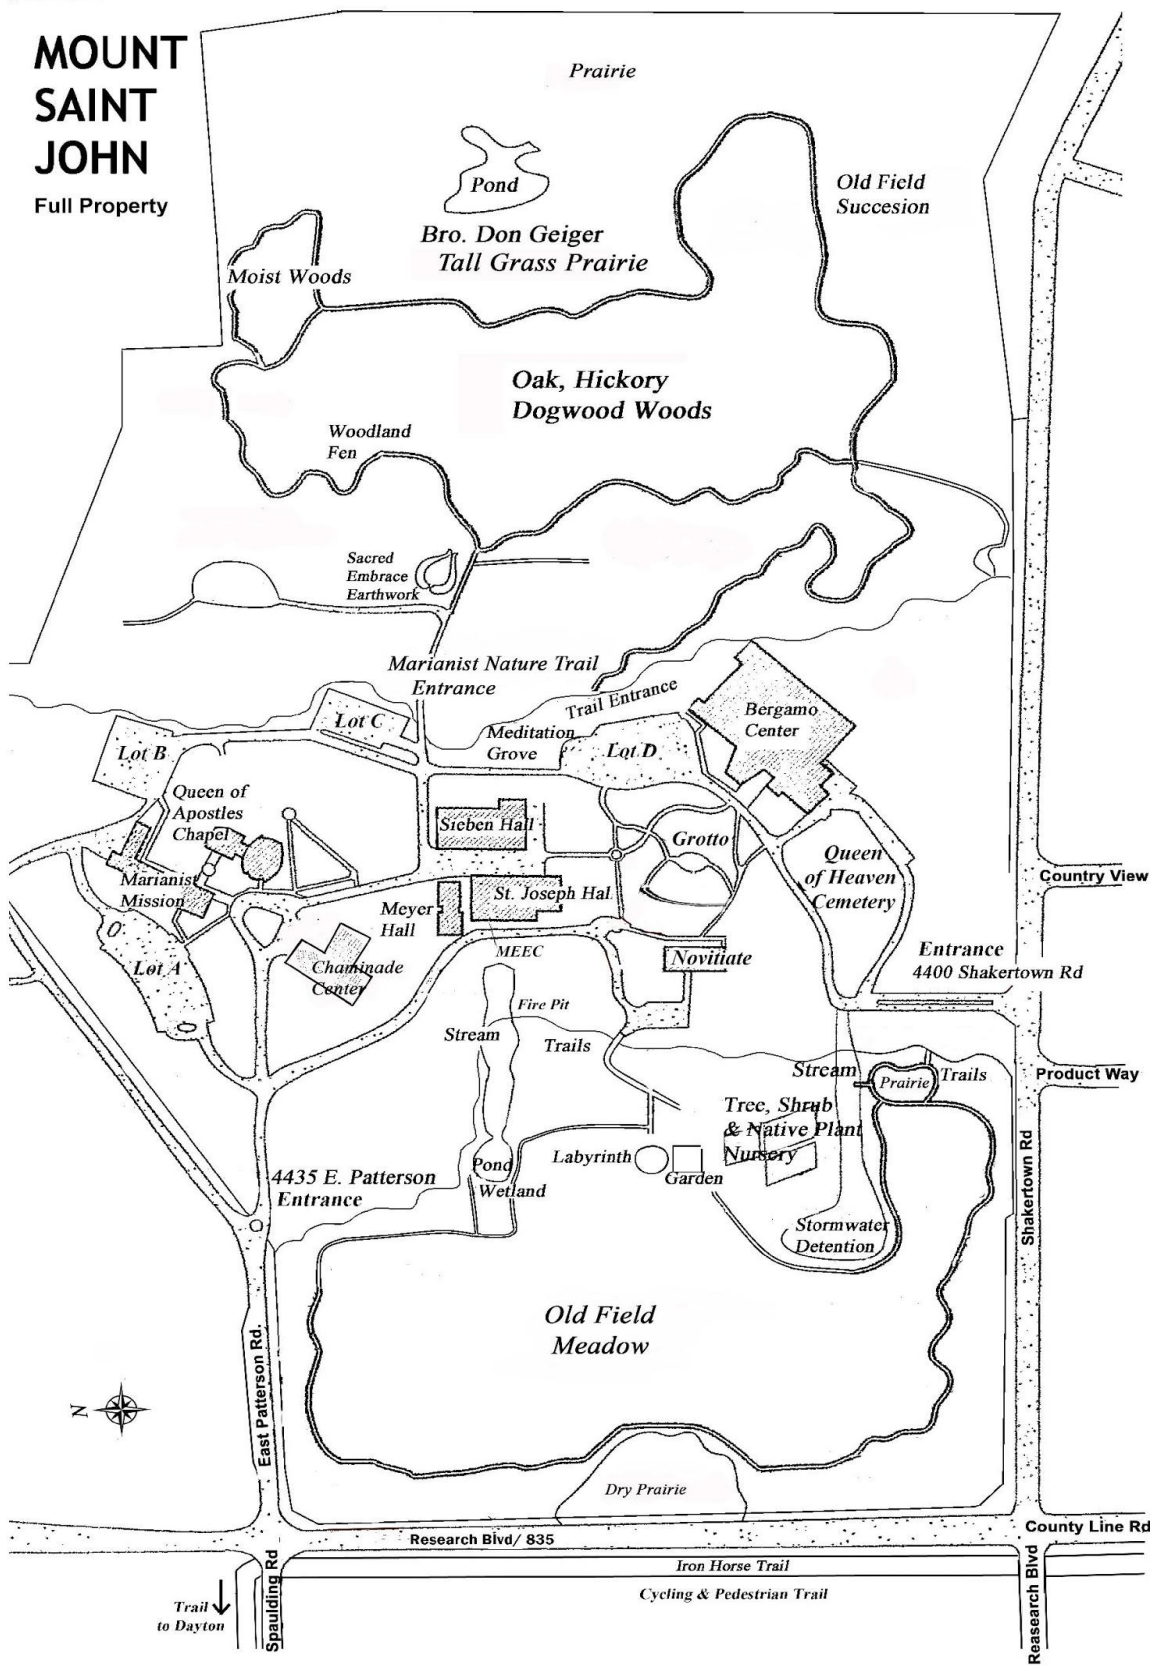 MOUNT
SAINT
JOHN
Full Property
Prairie
Pond
Old Field
Succesion
Bro. Don Geiger
Tall Grass Prairie
Moist Woods
Oak, Hickory
Dogwood Woods
Woodland
Fen
Sacred
Embrace
Earthwork
Marianist Nature Trail
Entrance
Trail Entrance
Bergamo
Center
Lot C
Lot B
Meditation
Grove
Lot D
Queen of
Apostles
Chapel
Sieben Hall
Grotto
Queen
of Heaven
Cemetery
Country View
Marianist
Mission
Meyer
Hall
St. Joseph Hal
MEEC
Entrance
4400 Shakertown Rd
Novitiate
Lot A
Chaminade
Center
Fire Pit
Stream
Trails
Stream
Prairie
Trails
Product Way
Tree, Shrub
& Native Plant
Nursery
Labyrinth
Garden
Pond
Wetland
4435 E. Patterson
Entrance
Stormwater
Detention
Shakertown Rd
Old Field
Meadow
N
East Patterson Rd.
Dry Prairie
Research Blvd/ 835
County Line Rd
Iron Horse Trail
Cycling & Pedestrian Trail
Trail
to Dayton
Spaulding Rd
Reasearch Blvd